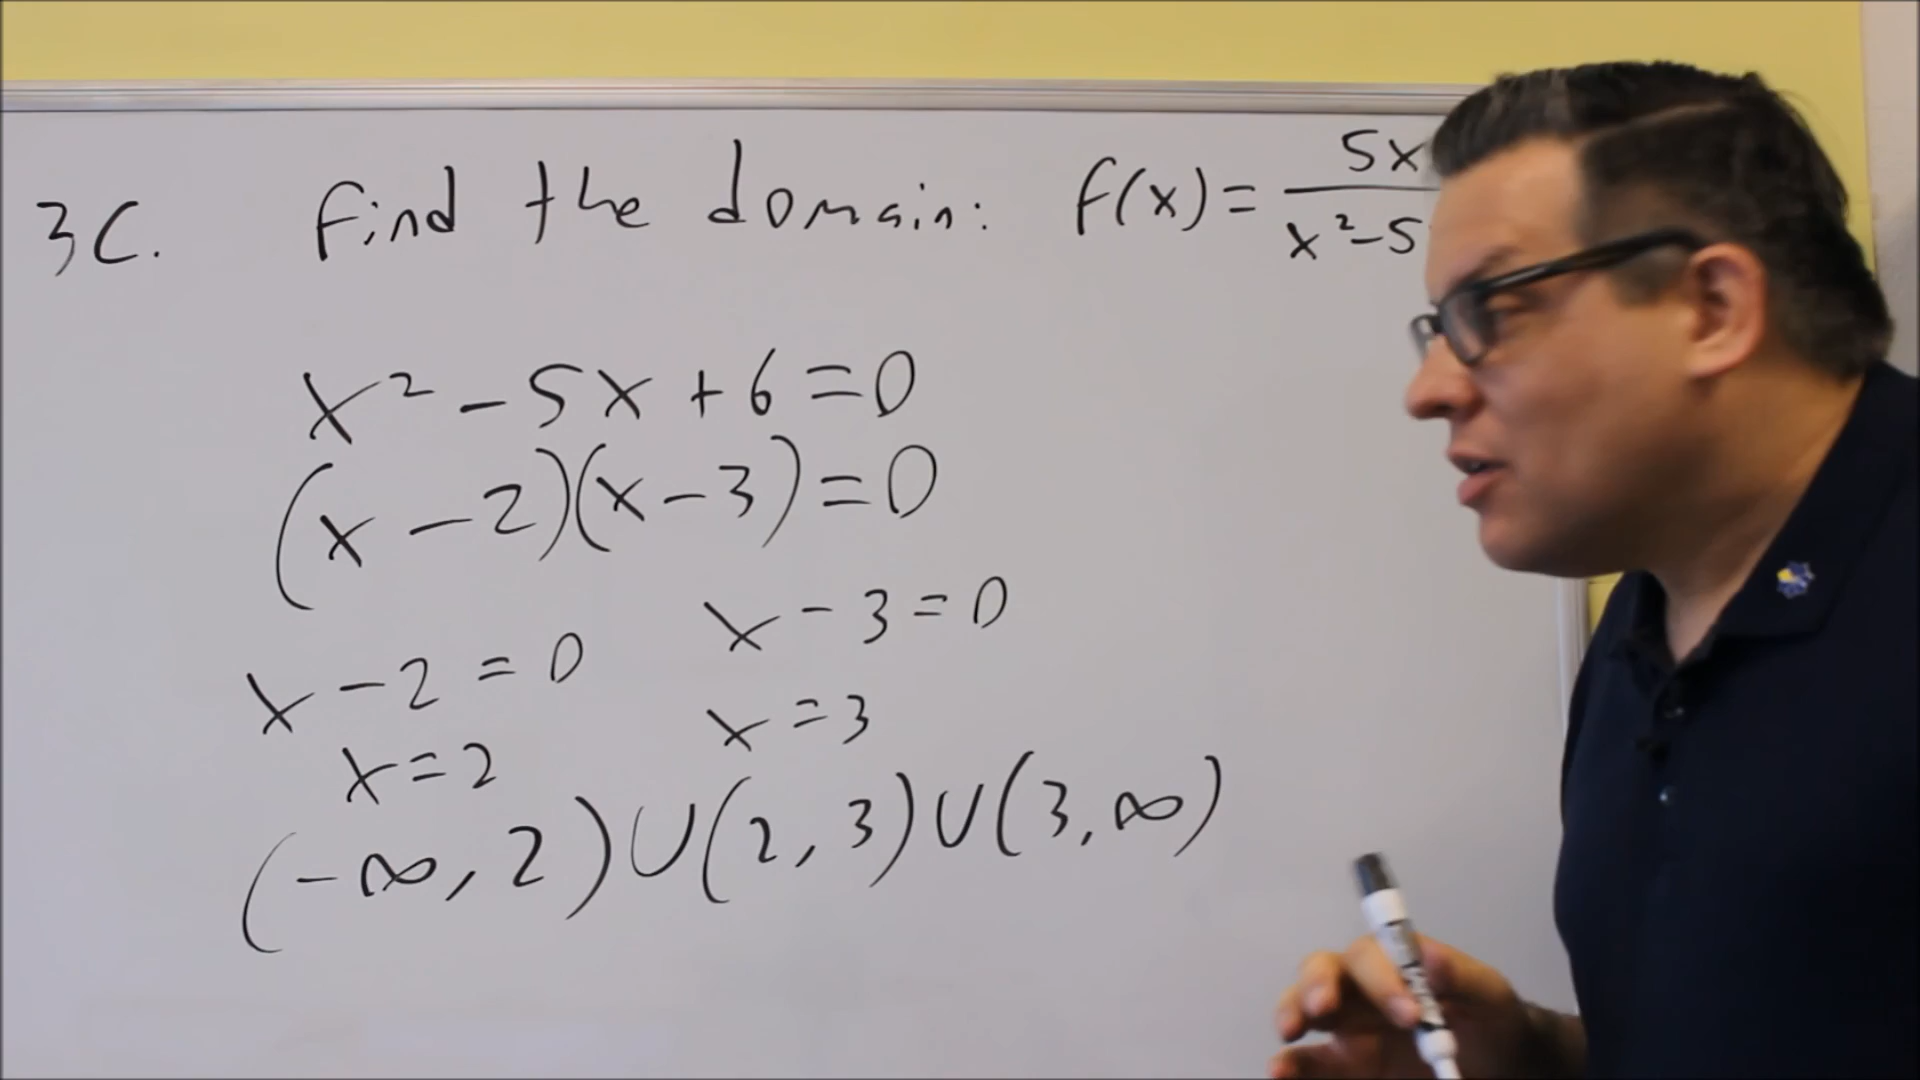 3C. Find the domain: f(x) = 5x / x² - 5
x² - 5x + 6 = 0
(x - 2)(x - 3) = 0
x - 2 = 0 x - 3 = 0
x = 2 x = 3
(-∞, 2) ∪ (2, 3) ∪ (3, ∞)